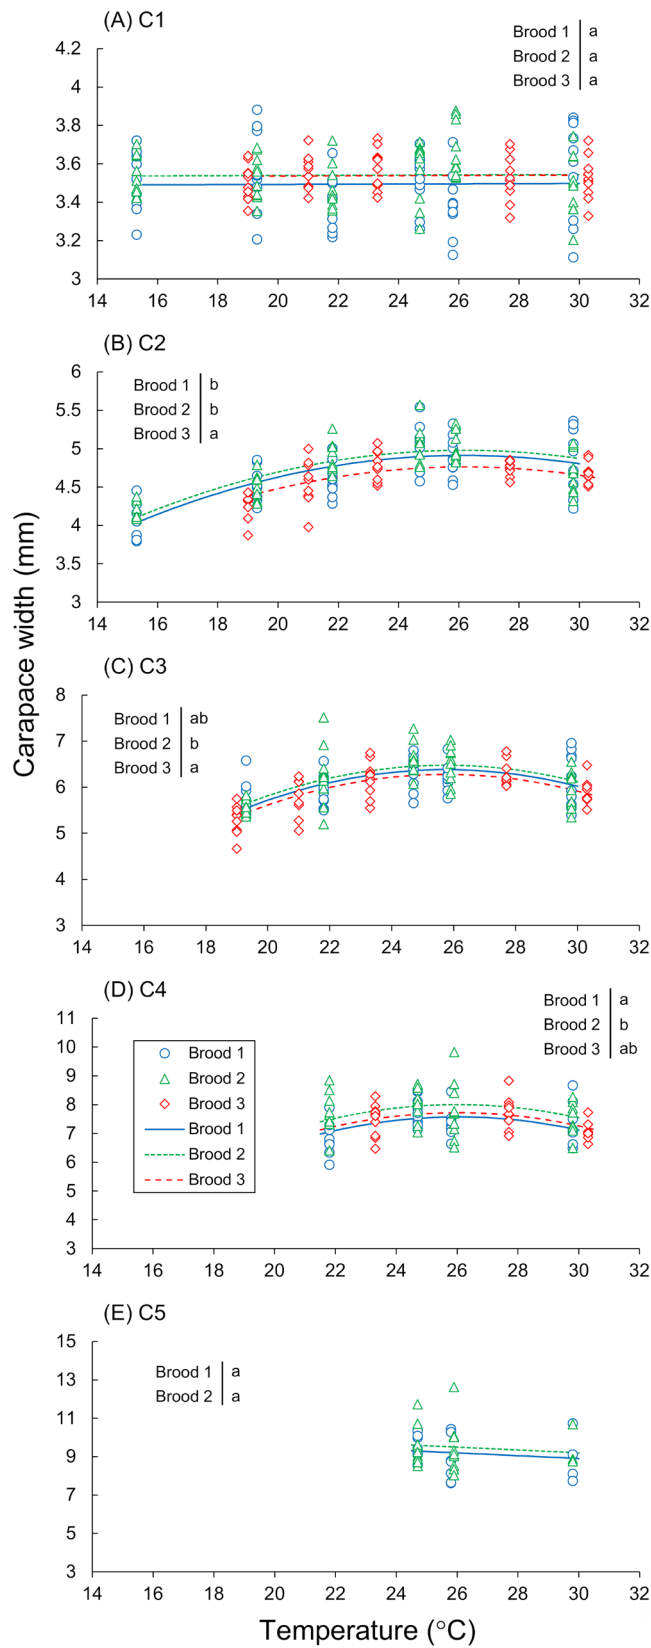 (A) C1
Brood 1 a
Brood 2 a
Brood 3 a
4.2
4
3.8
3.6
3.4
3.2
3
14 16 18 20 22 24 26 28 30 32
(B) C2
Brood 1 b
Brood 2 b
Brood 3 a
6
5.5
5
4.5
4
3.5
3
14 16 18 20 22 24 26 28 30 32
(C) C3
Brood 1 ab
Brood 2 b
Brood 3 a
8
7
6
5
4
3
16 18 20 22 24 26 28 30 32
(D) C4
Brood 1 a
Brood 2 b
Brood 3 ab
11
10
9
8
7
6
5
4
3
Brood 1
Brood 2
Brood 3
Brood 1
Brood 2
Brood 3
14 16 18 20 22 24 26 28 30 32
(E) C5
Brood 1 a
Brood 2 a
15
13
11
9
7
5
3
14 16 18 20 22 24 26 28 30 32
Carapace width (mm)
Temperature (°C)